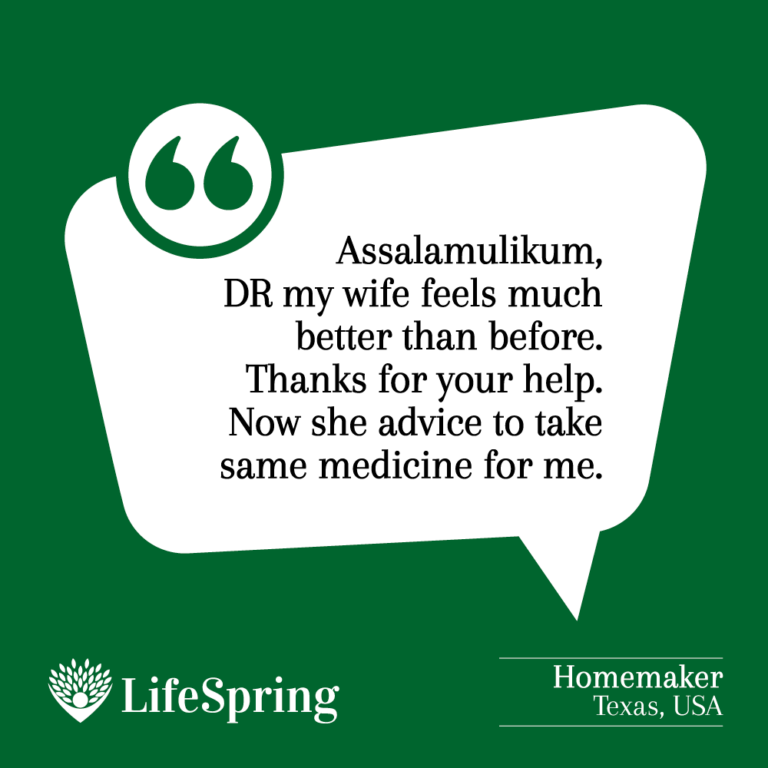 Assalamulikum,
DR my wife feels much
better than before.
Thanks for your help.
Now she advice to take
same medicine for me.
LifeSpring
Homemaker
Texas, USA